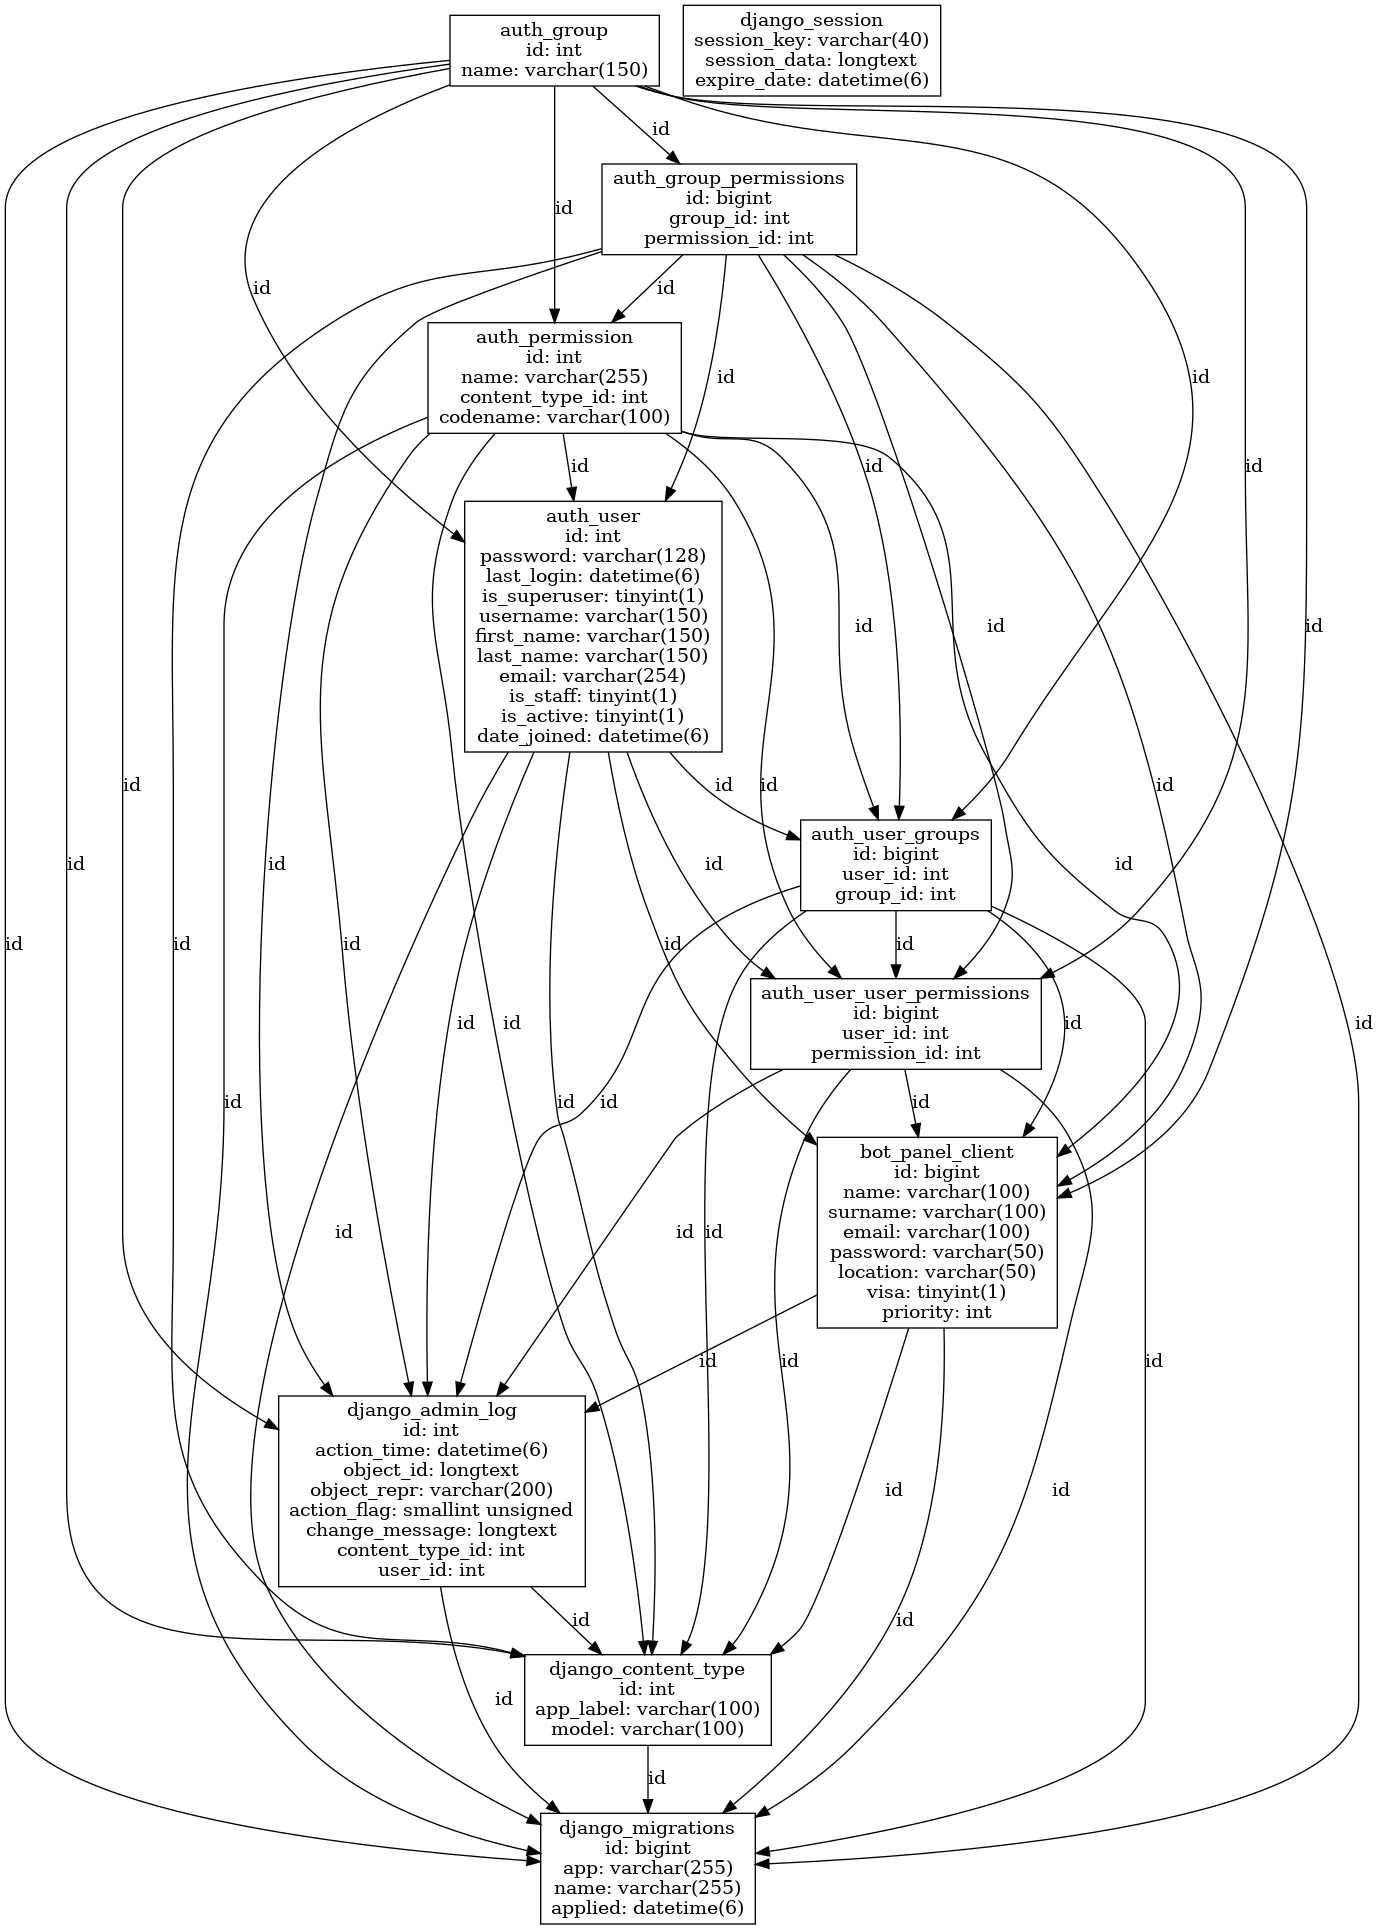 auth_group
id: int
name: varchar(150)
django_session
session_key: varchar(40)
session_data: longtext
expire_date: datetime(6)
id
auth_group_permissions
id: bigint
group_id: int
permission_id: int
id
id
id
auth_permission
id: int
name: varchar(255)
content_type_id: int
codename: varchar(100)
id
id
id
id
id
auth_user
id: int
password: varchar(128)
last_login: datetime(6)
is_superuser: tinyint(1)
username: varchar(150)
first_name: varchar(150)
last_name: varchar(150)
email: varchar(254)
is_staff: tinyint(1)
is_active: tinyint(1)
date_joined: datetime(6)
id
id
id
id
id
id
id
auth_user_groups
id: bigint
user_id: int
group_id: int
id
id
id
id
id
id
id
id
id
id
auth_user_user_permissions
id: bigint
user_id: int
permission_id: int
id
id
id
id
id
id
id
id
id
bot_panel_client
id: bigint
name: varchar(100)
surname: varchar(100)
email: varchar(100)
password: varchar(50)
location: varchar(50)
visa: tinyint(1)
priority: int
id
id
id
id
id
id
django_admin_log
id: int
action_time: datetime(6)
object_id: longtext
object_repr: varchar(200)
action_flag: smallint unsigned
change_message: longtext
content_type_id: int
user_id: int
id
id
id
id
django_content_type
id: int
app_label: varchar(100)
model: varchar(100)
id
id
django_migrations
id: bigint
app: varchar(255)
name: varchar(255)
applied: datetime(6)